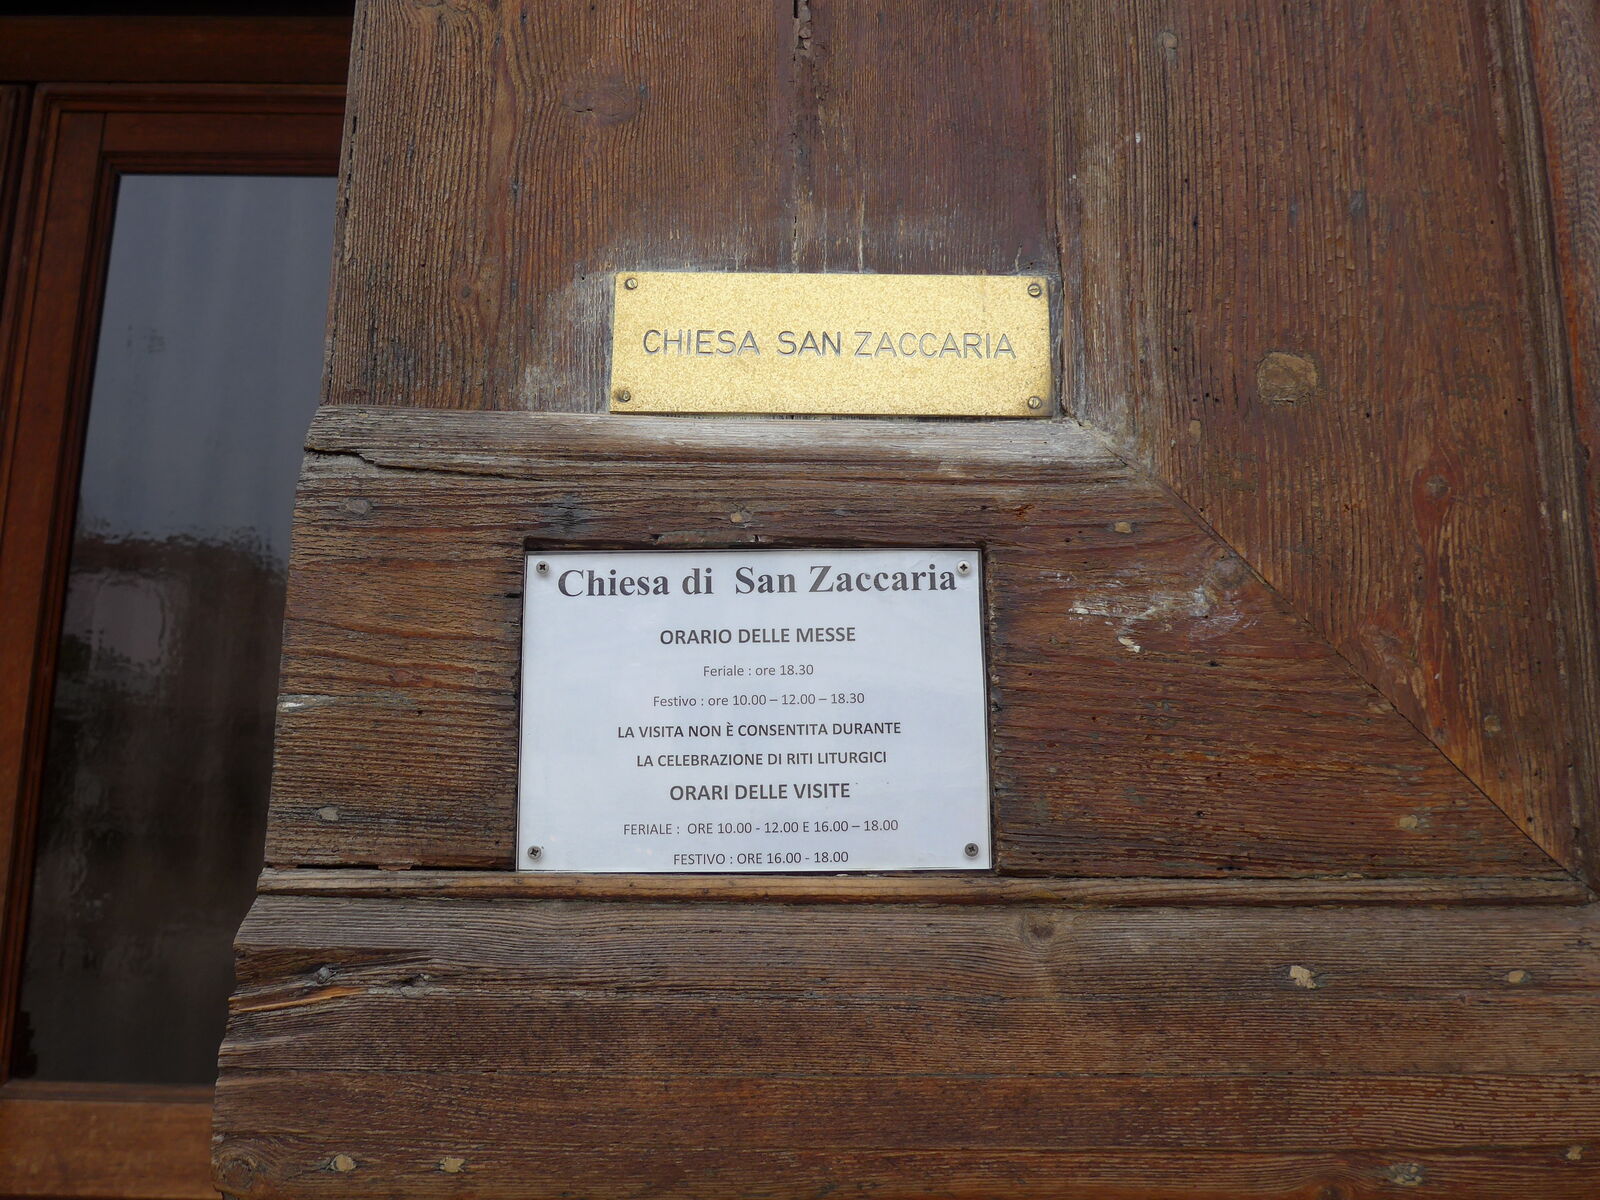 CHIESA SAN ZACCARIA
Chiesa di San Zaccaria
ORARIO DELLE MESSE
Feriale : ore 18.30
Festivo : ore 10.00 – 12.00 – 18.30
LA VISITA NON È CONSENTITA DURANTE
LA CELEBRAZIONE DI RITI LITURGICI
ORARI DELLE VISITE
FERIALE : ORE 10.00 - 12.00 E 16.00 – 18.00
FESTIVO : ORE 16.00 - 18.00